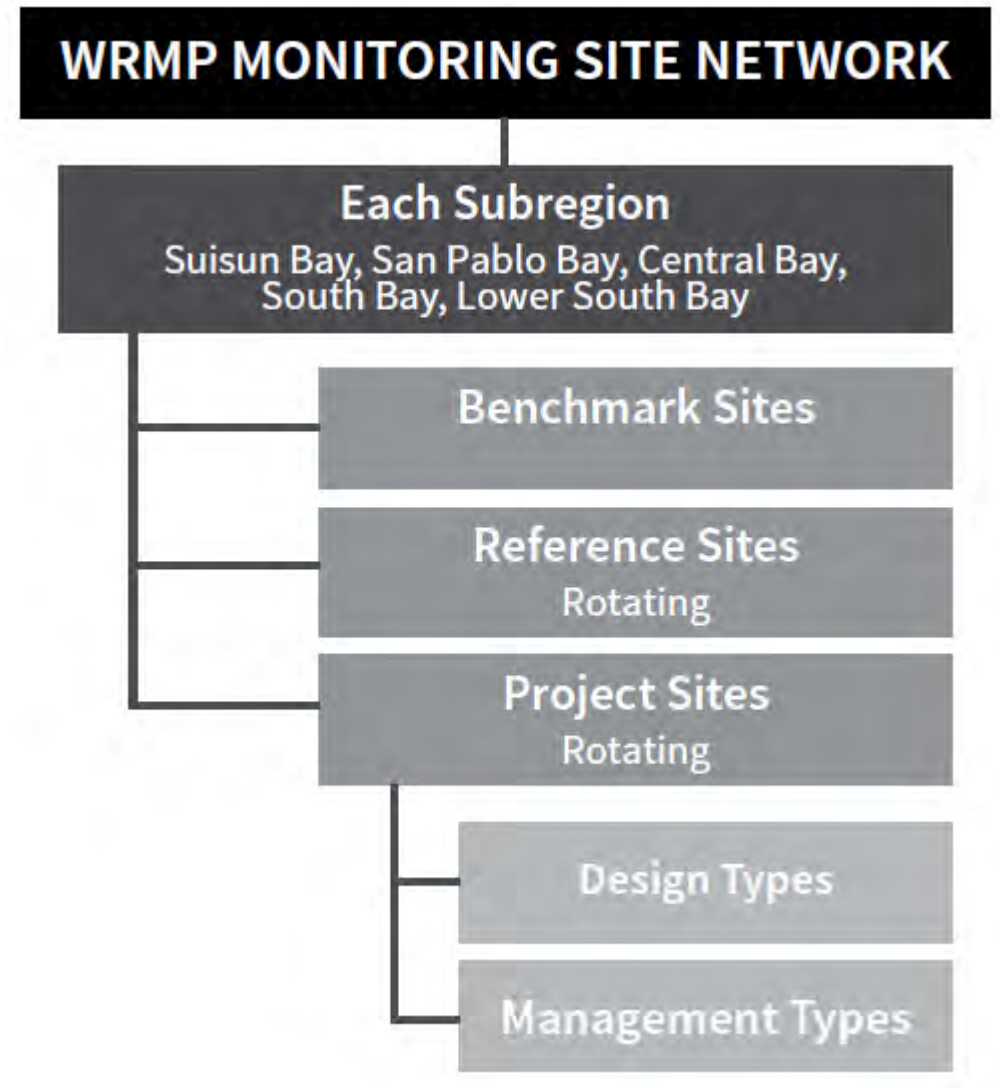 WRMP MONITORING SITE NETWORK
Each Subregion
Suisun Bay, San Pablo Bay, Central Bay,
South Bay, Lower South Bay
Benchmark Sites
Reference Sites
Rotating
Project Sites
Rotating
Design Types
Management Types